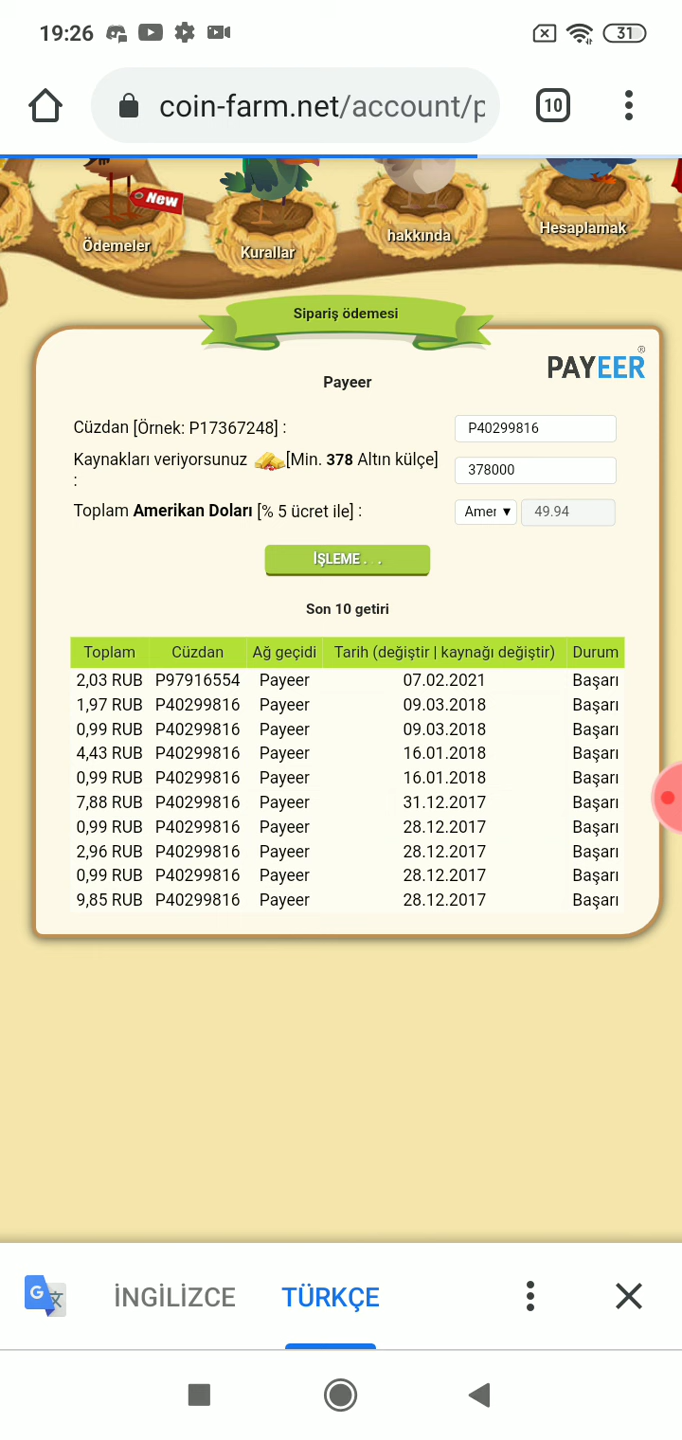 19:26
31
coin-farm.net/account/p
10
New
Ödemeler
Kurallar
hakkında
Hesaplamak
Sipariş ödemesi
PAYEER®
Payeer
Cüzdan [Örnek: P17367248] : P40299816
Kaynakları veriyorsunuz [Min. 378 Altın külçe] : 378000
Toplam Amerikan Doları [% 5 ücret ile] : Amer ▼ 49.94
İŞLEME . . .
Son 10 getiri
Toplam Cüzdan Ağ geçidi Tarih (değiştir | kaynağı değiştir) Durum
2,03 RUB P97916554 Payeer 07.02.2021 Başarı
1,97 RUB P40299816 Payeer 09.03.2018 Başarı
0,99 RUB P40299816 Payeer 09.03.2018 Başarı
4,43 RUB P40299816 Payeer 16.01.2018 Başarı
0,99 RUB P40299816 Payeer 16.01.2018 Başarı
7,88 RUB P40299816 Payeer 31.12.2017 Başarı
0,99 RUB P40299816 Payeer 28.12.2017 Başarı
2,96 RUB P40299816 Payeer 28.12.2017 Başarı
0,99 RUB P40299816 Payeer 28.12.2017 Başarı
9,85 RUB P40299816 Payeer 28.12.2017 Başarı
G
İNGİLİZCE TÜRKÇE